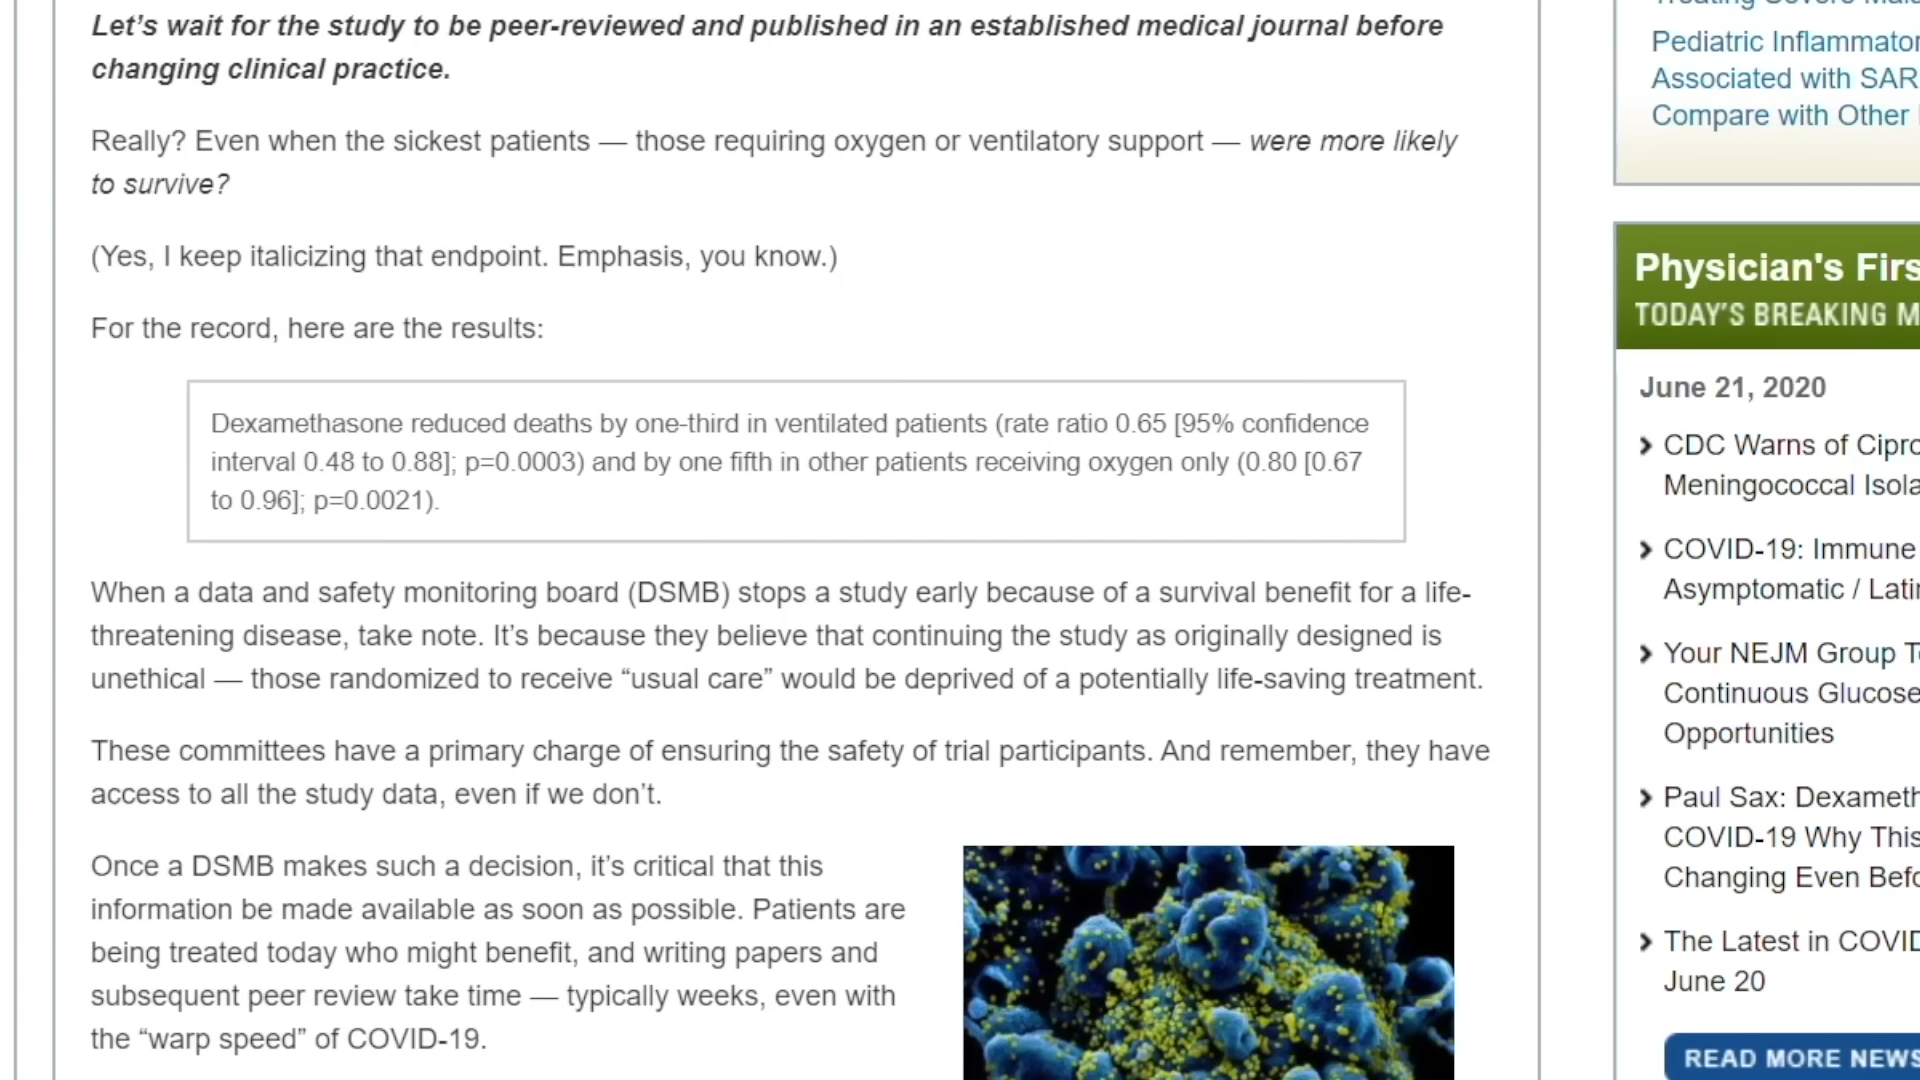 Let’s wait for the study to be peer-reviewed and published in an established medical journal before
changing clinical practice.
Really? Even when the sickest patients — those requiring oxygen or ventilatory support — were more likely
to survive?
(Yes, I keep italicizing that endpoint. Emphasis, you know.)
For the record, here are the results:
Dexamethasone reduced deaths by one-third in ventilated patients (rate ratio 0.65 [95% confidence
interval 0.48 to 0.88]; p=0.0003) and by one fifth in other patients receiving oxygen only (0.80 [0.67
to 0.96]; p=0.0021).
When a data and safety monitoring board (DSMB) stops a study early because of a survival benefit for a life-
threatening disease, take note. It’s because they believe that continuing the study as originally designed is
unethical — those randomized to receive “usual care” would be deprived of a potentially life-saving treatment.
These committees have a primary charge of ensuring the safety of trial participants. And remember, they have
access to all the study data, even if we don’t.
Once a DSMB makes such a decision, it’s critical that this
information be made available as soon as possible. Patients are
being treated today who might benefit, and writing papers and
subsequent peer review take time — typically weeks, even with
the “warp speed” of COVID-19.
Pediatric
Associated with
Compare with Other
Physician's
TODAY’S BREAKING
June 21, 2020
CDC Warns of
Meningococcal
COVID-19: Immune
Asymptomatic /
Your NEJM Group
Continuous Glucose
Opportunities
Paul Sax:
COVID-19 Why This
Changing Even
The Latest in
June 20
READ MORE NEWS